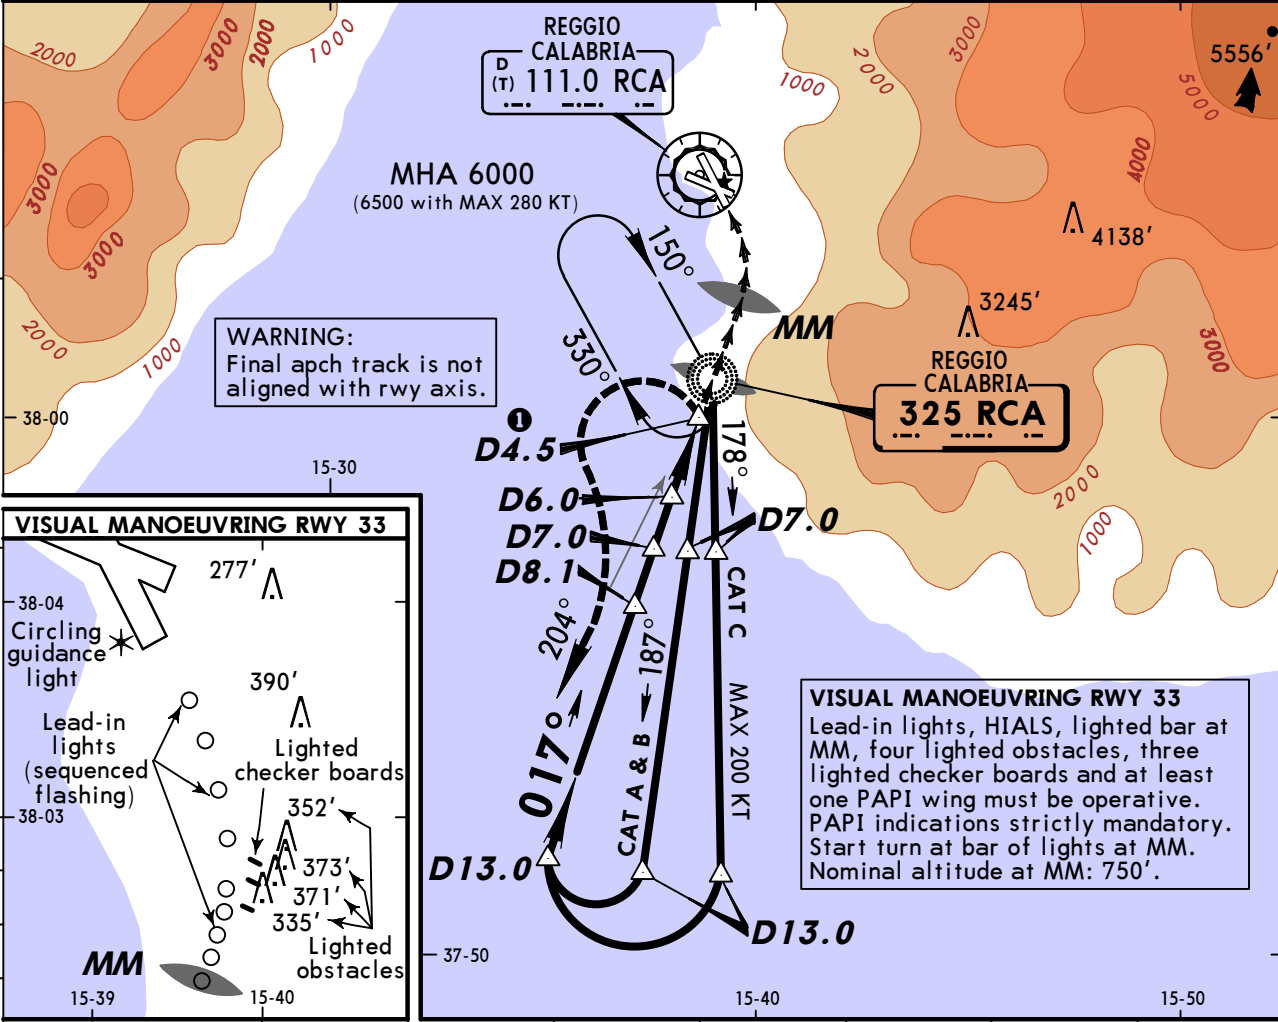 2000
3000
2000
1000
3000
3000
2000
1000
REGGIO
CALABRIA
D
(T) 111.0 RCA
MHA 6000
(6500 with MAX 280 KT)
150°
330°
1000
2000
3000
5556'
5000
A000
4138'
3245'
3000
MM
REGGIO
CALABRIA
325 RCA
2000
1000
WARNING:
Final apch track is not
aligned with rwy axis.
38-00
15-30
1
D4.5
D6.0
D7.0
D8.1
D7.0
178°
CAT C
MAX 200 KT
204°
187°
CAT A & B
017°
D13.0
D13.0
37-50
15-40
15-50
VISUAL MANOEUVRING RWY 33
Lead-in lights, HIALS, lighted bar at
MM, four lighted obstacles, three
lighted checker boards and at least
one PAPI wing must be operative.
PAPI indications strictly mandatory.
Start turn at bar of lights at MM.
Nominal altitude at MM: 750'.
VISUAL MANOEUVRING RWY 33
277'
38-04
Circling
guidance
light
390'
Lead-in
lights
(sequenced
flashing)
Lighted
checker boards
352'
38-03
373'
371'
335'
Lighted
obstacles
MM
15-39
15-40